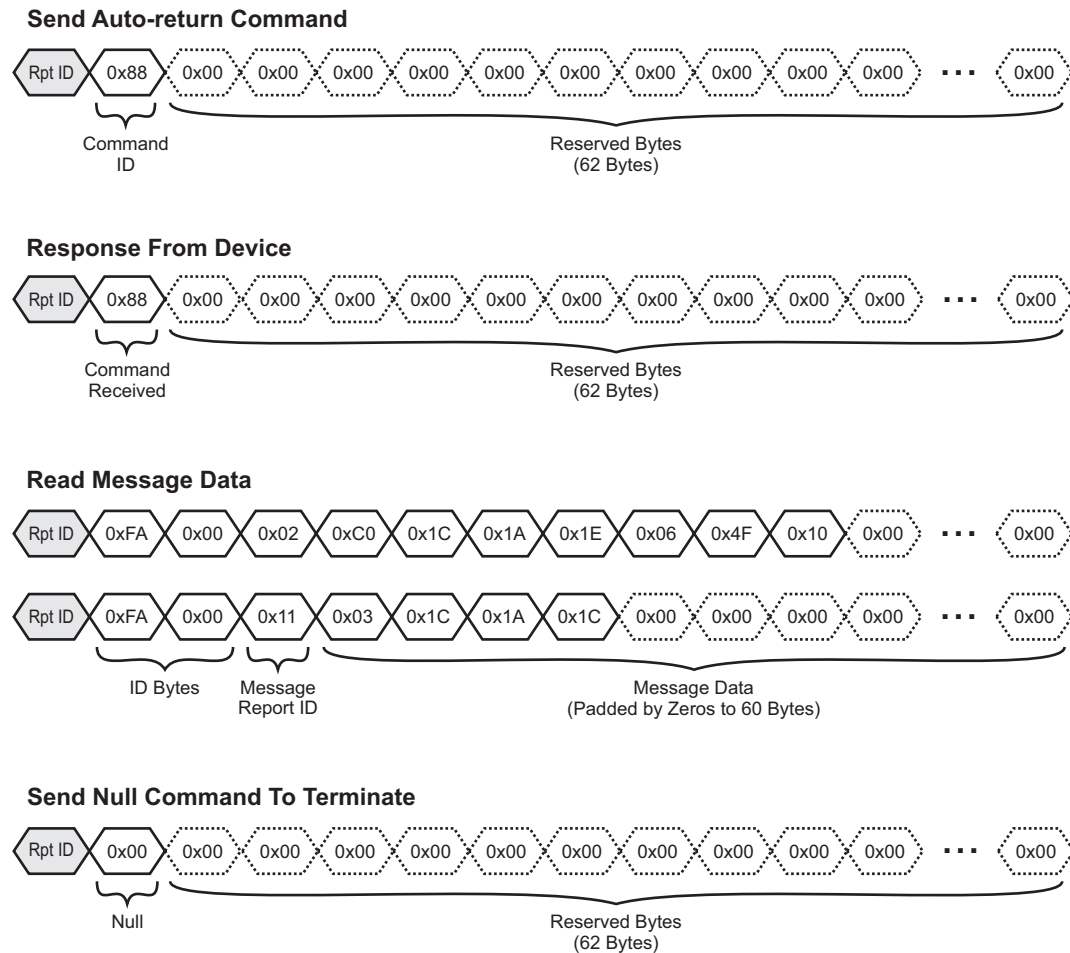 Send Auto-return Command
Rpt ID 0x88 0x00 0x00 0x00 0x00 0x00 0x00 0x00 0x00 0x00 0x00 ... 0x00
Command Reserved Bytes
ID (62 Bytes)
Response From Device
Rpt ID 0x88 0x00 0x00 0x00 0x00 0x00 0x00 0x00 0x00 0x00 0x00 ... 0x00
Command Reserved Bytes
Received (62 Bytes)
Read Message Data
Rpt ID 0xFA 0x00 0x02 0xC0 0x1C 0x1A 0x1E 0x06 0x4F 0x10 0x00 ... 0x00
Rpt ID 0xFA 0x00 0x11 0x03 0x1C 0x1A 0x1C 0x00 0x00 0x00 0x00 ... 0x00
ID Bytes Message Message Data
Report ID (Padded by Zeros to 60 Bytes)
Send Null Command To Terminate
Rpt ID 0x00 0x00 0x00 0x00 0x00 0x00 0x00 0x00 0x00 0x00 0x00 ... 0x00
Null Reserved Bytes
(62 Bytes)